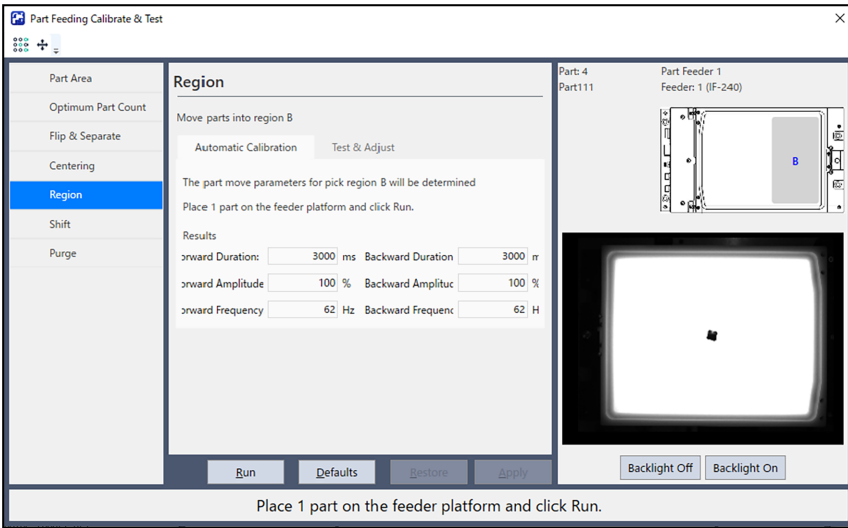 Part Feeding Calibrate & Test
Part Area
Optimum Part Count
Flip & Separate
Centering
Region
Shift
Purge
Region
Move parts into region B
Automatic Calibration Test & Adjust
The part move parameters for pick region B will be determined
Place 1 part on the feeder platform and click Run.
Results
orward Duration: 3000 ms Backward Duration 3000 m
orward Amplitude 100 % Backward Amplituc 100 %
orward Frequency 62 Hz Backward Frequenc 62 H
Run Defaults Restore Apply
Part: 4 Part Feeder 1
Part111 Feeder: 1 (IF-240)
B
Backlight Off Backlight On
Place 1 part on the feeder platform and click Run.